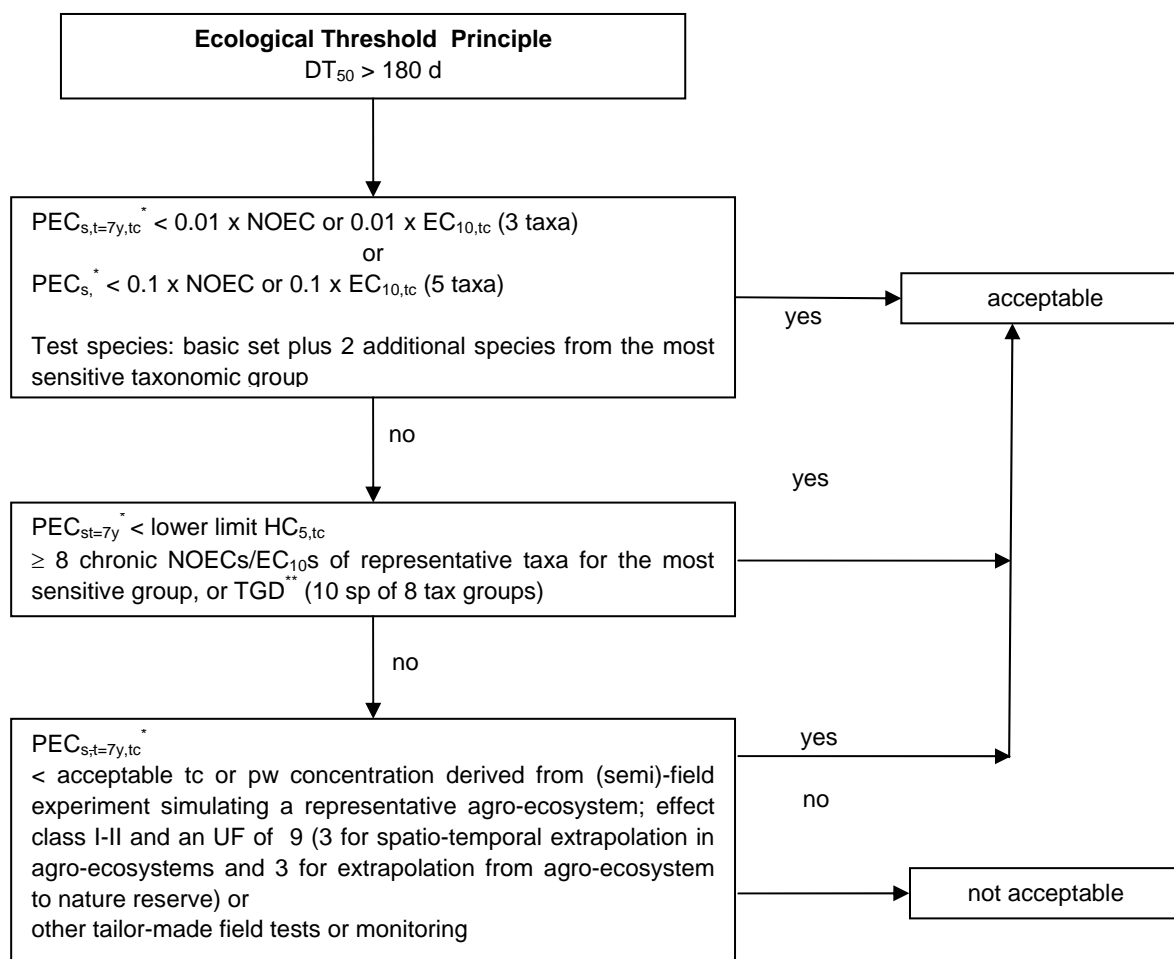 Ecological Threshold Principle
DT50 > 180 d
PECs,t=7y,tc* < 0.01 x NOEC or 0.01 x EC10,tc (3 taxa)
or
PECs,* < 0.1 x NOEC or 0.1 x EC10,tc (5 taxa)
Test species: basic set plus 2 additional species from the most
sensitive taxonomic group
yes
acceptable
no
yes
PECst=7y* < lower limit HC5,tc
≥ 8 chronic NOECs/EC10s of representative taxa for the most
sensitive group, or TGD** (10 sp of 8 tax groups)
no
PECs,t=7y,tc*
< acceptable tc or pw concentration derived from (semi)-field
experiment simulating a representative agro-ecosystem; effect
class I-II and an UF of 9 (3 for spatio-temporal extrapolation in
agro-ecosystems and 3 for extrapolation from agro-ecosystem
to nature reserve) or
other tailor-made field tests or monitoring
yes
no
not acceptable